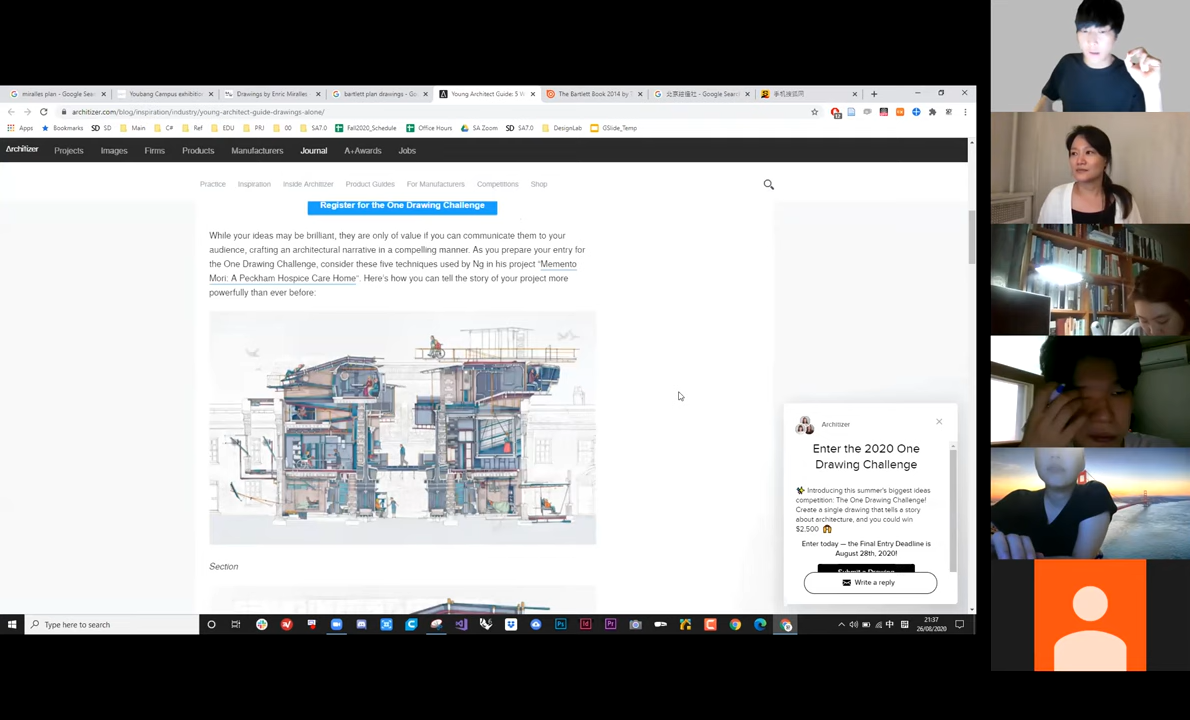 miralles plan - Google Sea
Youbang Campus exhibition
Drawings by Enric Miralles
bartlett plan drawings - Go
Young Architect Guide: 5 W
The Bartlett Book 2014 by T
手机搜狐网
architizer.com/blog/inspiration/industry/young-architect-guide-drawings-alone/
Apps
Bookmarks
SD
Main
C#
Ref
EDU
PRJ
00
SA7.0
Fall2020_Schedule
Office Hours
SA Zoom
SA7.0
DesignLab
GSlide_Temp
Architizer
Projects
Images
Firms
Products
Manufacturers
Journal
A+Awards
Jobs
Practice
Inspiration
Inside Architizer
Product Guides
For Manufacturers
Competitions
Shop
Register for the One Drawing Challenge
While your ideas may be brilliant, they are only of value if you can communicate them to your
audience, crafting an architectural narrative in a compelling manner. As you prepare your entry for
the One Drawing Challenge, consider these five techniques used by Ng in his project “Memento
Mori: A Peckham Hospice Care Home“. Here’s how you can tell the story of your project more
powerfully than ever before:
Section
Architizer
Enter the 2020 One
Drawing Challenge
Introducing this summer's biggest ideas
competition: The One Drawing Challenge!
Create a single drawing that tells a story
about architecture, and you could win
$2,500
Enter today — the Final Entry Deadline is
August 28th, 2020!
Submit a Drawing
Write a reply
Type here to search
中
21:37
26/08/2020